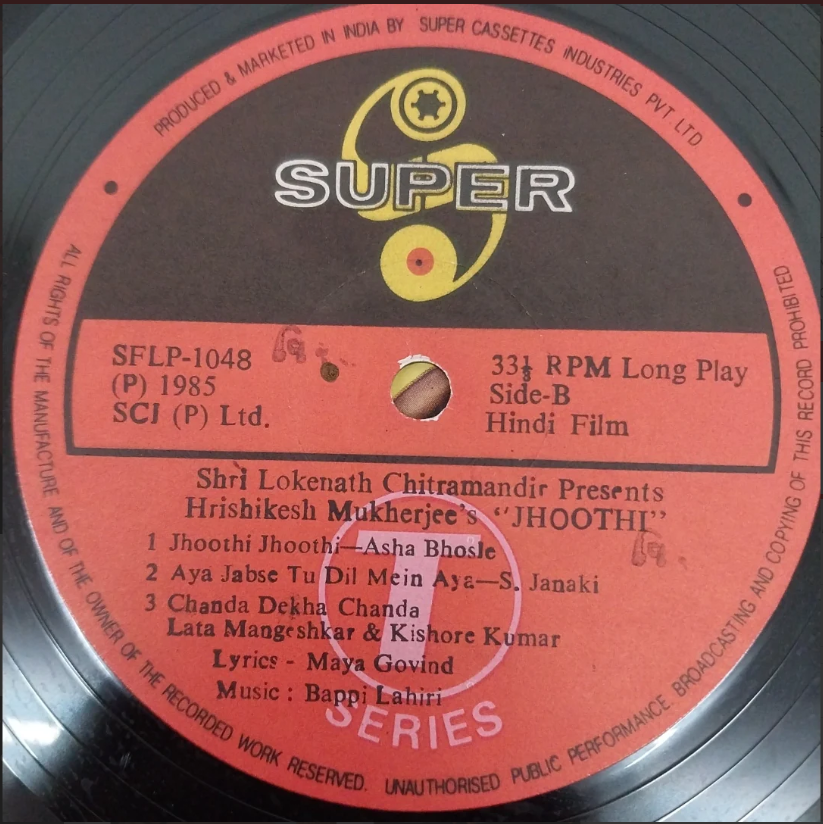 PRODUCED & MARKETED IN INDIA BY SUPER CASSETTES INDUSTRIES PVT. LTD
SUPER
SFLP-1048
(P) 1985
SCI (P) Ltd.
33⅓ RPM Long Play
Side-B
Hindi Film
Shri Lokenath Chitramandir Presents
Hrishikesh Mukherjee's "JHOOTHI"
1 Jhoothi Jhoothi—Asha Bhosle
2 Aya Jabse Tu Dil Mein Aya—S. Janaki
3 Chanda Dekha Chanda
Lata Mangeshkar & Kishore Kumar
Lyrics - Maya Govind
Music : Bappi Lahiri
T
SERIES
ALL RIGHTS OF THE MANUFACTURE AND OF THE OWNER OF THE RECORDED WORK RESERVED. UNAUTHORISED PUBLIC PERFORMANCE. BROADCASTING AND COPYING OF THIS RECORD PROHIBITED